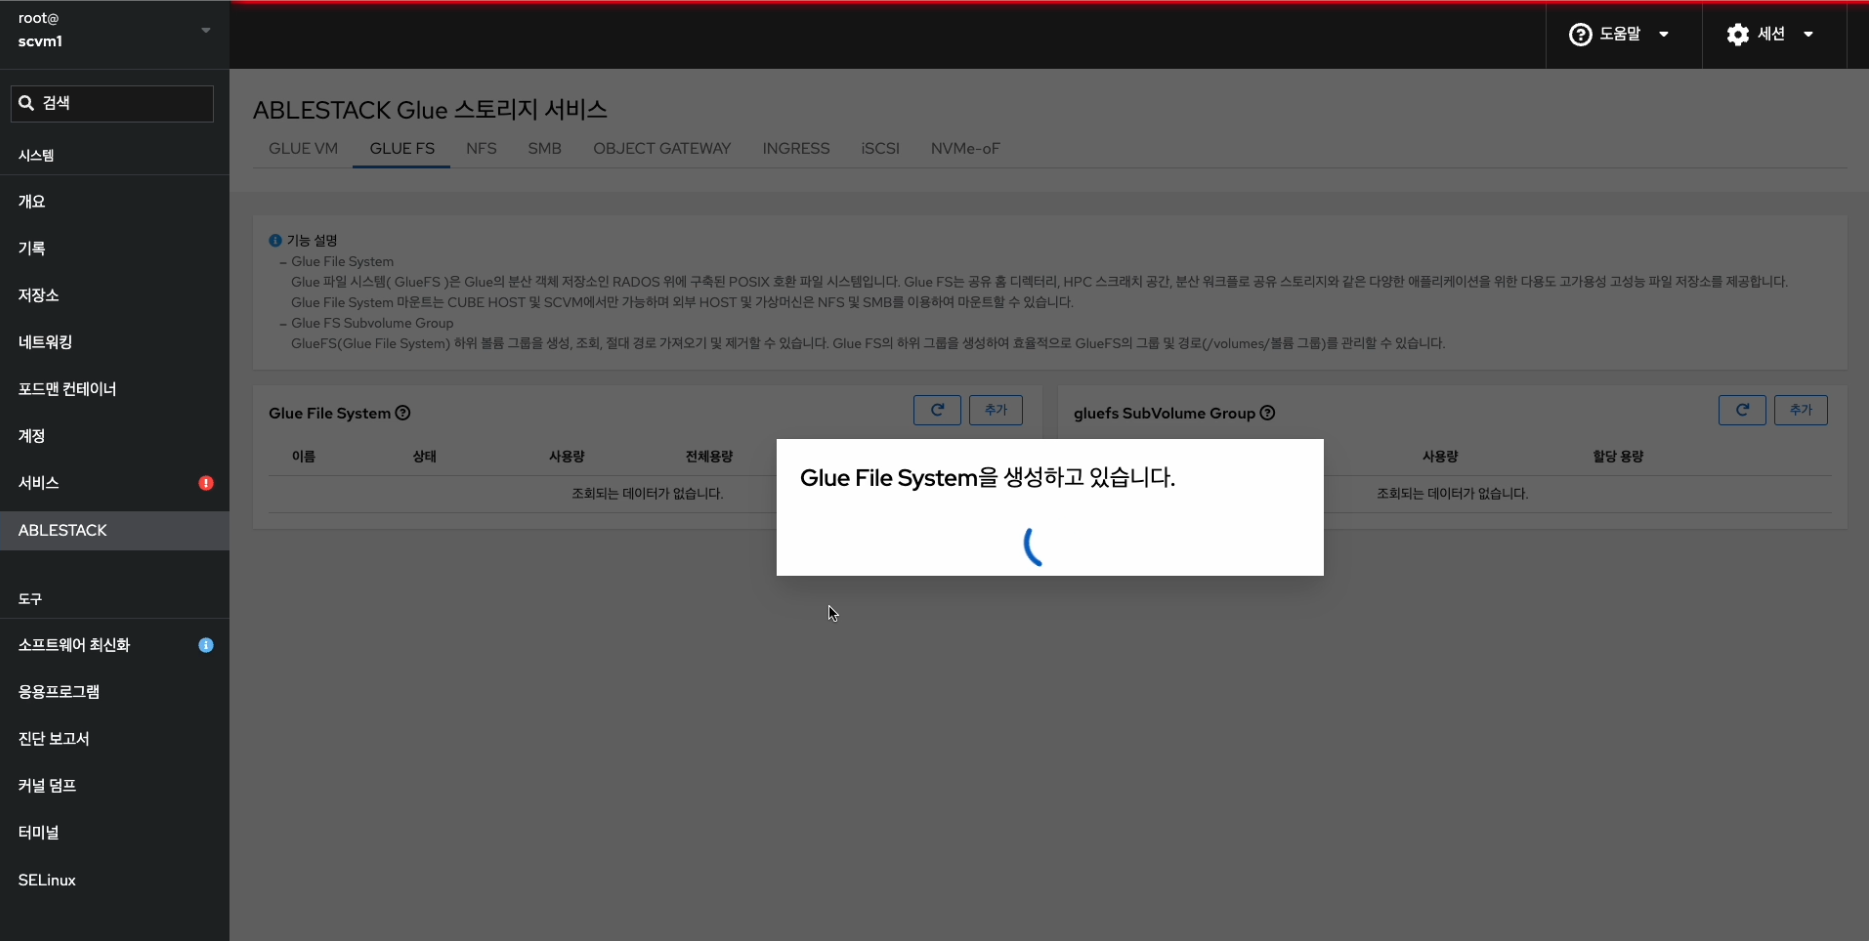 root@
scvm1
도움말
세션
검색
시스템
개요
기록
저장소
네트워킹
포드맨 컨테이너
계정
서비스
ABLESTACK
도구
소프트웨어 최신화
응용프로그램
진단 보고서
커널 덤프
터미널
SELinux
ABLESTACK Glue 스토리지 서비스
GLUE VM GLUE FS NFS SMB OBJECT GATEWAY INGRESS iSCSI NVMe-oF
기능 설명
– Glue File System
Glue 파일 시스템( GlueFS )은 Glue의 분산 객체 저장소인 RADOS 위에 구축된 POSIX 호환 파일 시스템입니다. Glue FS는 공유 홈 디렉터리, HPC 스크래치 공간, 분산 워크플로 공유 스토리지와 같은 다양한 애플리케이션을 위한 다용도 고가용성 고성능 파일 저장소를 제공합니다.
Glue File System 마운트는 CUBE HOST 및 SCVM에서만 가능하며 외부 HOST 및 가상머신은 NFS 및 SMB를 이용하여 마운트할 수 있습니다.
– Glue FS Subvolume Group
GlueFS(Glue File System) 하위 볼륨 그룹을 생성, 조회, 절대 경로 가져오기 및 제거할 수 있습니다. Glue FS의 하위 그룹을 생성하여 효율적으로 GlueFS의 그룹 및 경로(/volumes/볼륨 그룹)를 관리할 수 있습니다.
Glue File System 추가
이름 상태 사용량 전체용량
조회되는 데이터가 없습니다.
gluefs SubVolume Group 추가
사용량 할당 용량
조회되는 데이터가 없습니다.
Glue File System을 생성하고 있습니다.